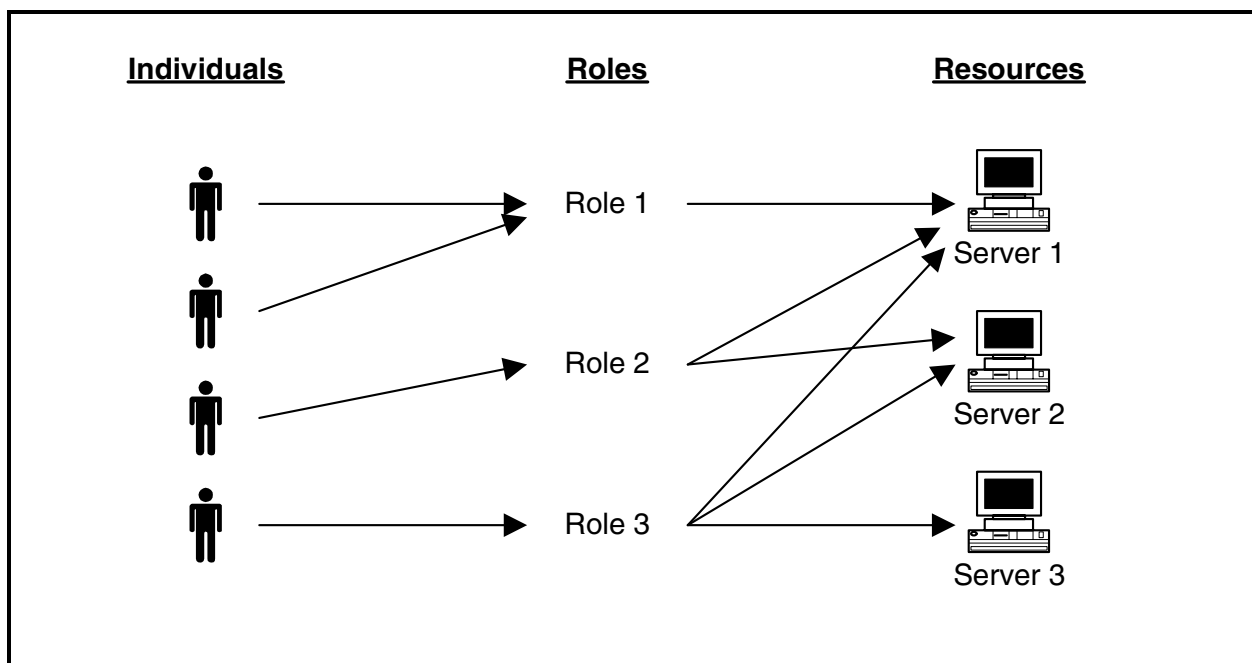 Individuals
Roles
Resources
Role 1
Server 1
Role 2
Server 2
Role 3
Server 3